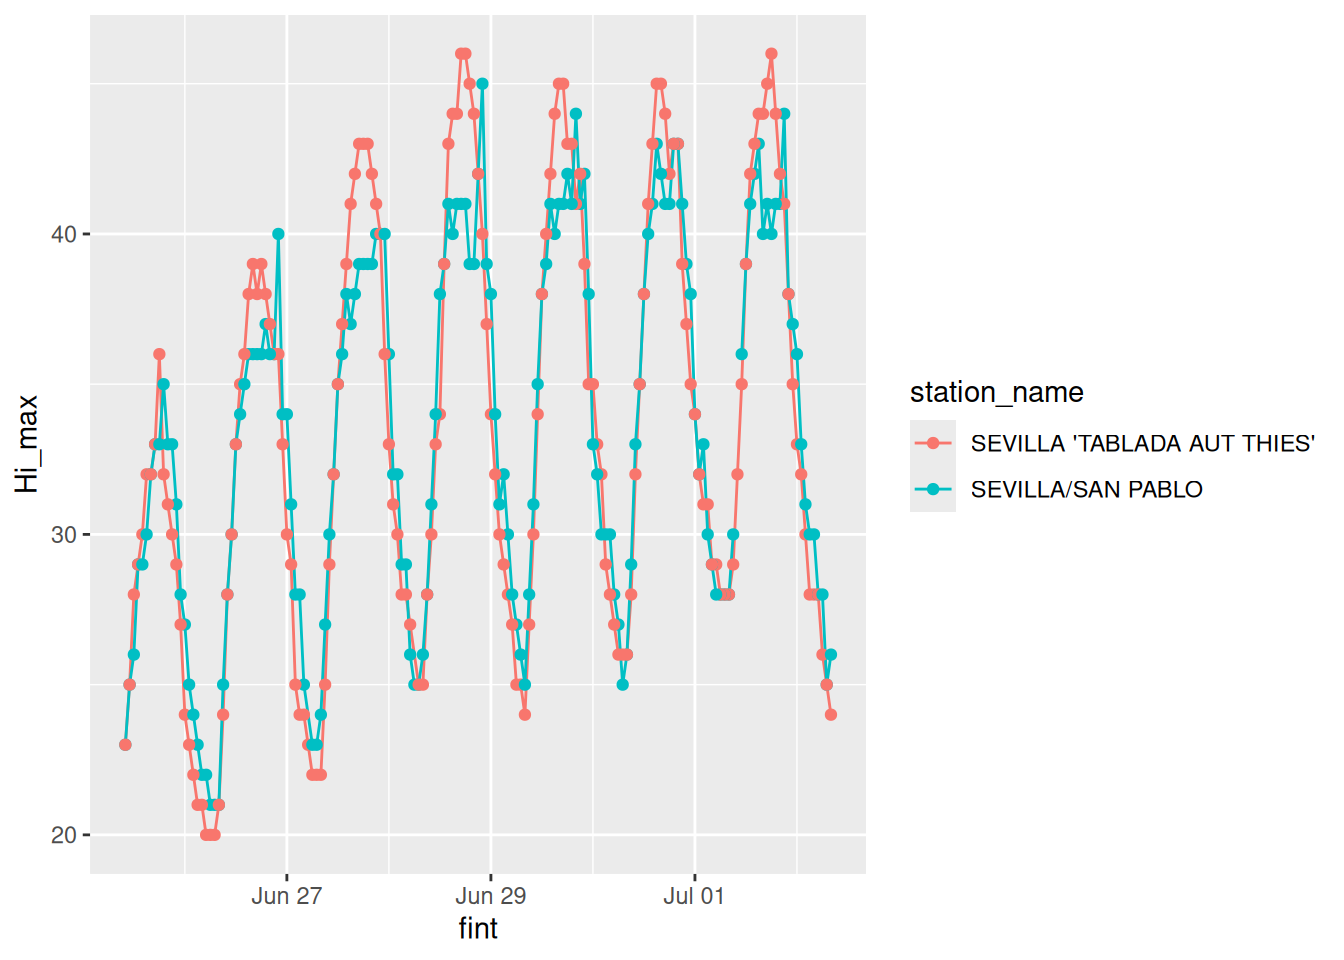 40
30
20
Hi_max
Jun 27
Jun 29
Jul 01
fint
station_name
SEVILLA 'TABLADA AUT THIES'
SEVILLA/SAN PABLO